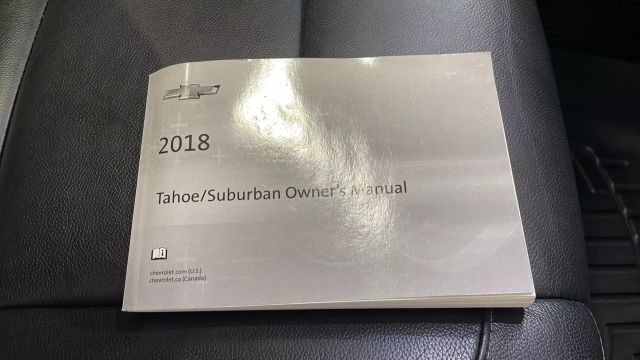 2018
Tahoe/Suburban Owner's Manual
chevrolet.com (U.S.)
chevrolet.ca (Canada)